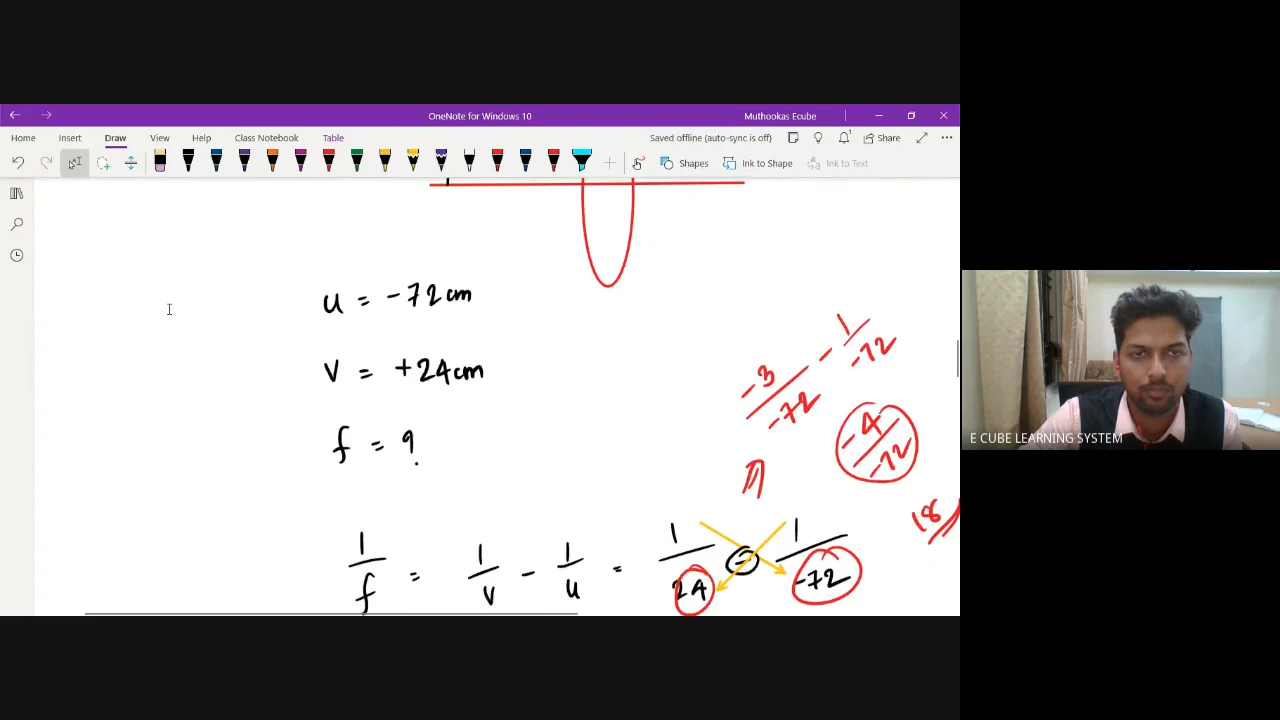 OneNote for Windows 10
Muthookas Ecube
Home Insert Draw View Help Class Notebook Table
Saved offline (auto-sync is off) Share
Shapes Ink to Shape Ink to Text
u = -72 cm
v = +24 cm
f = ?
-3/-72 - 1/-72
-4/-72
18
1/f = 1/v - 1/u = 1/24 - 1/-72
E CUBE LEARNING SYSTEM